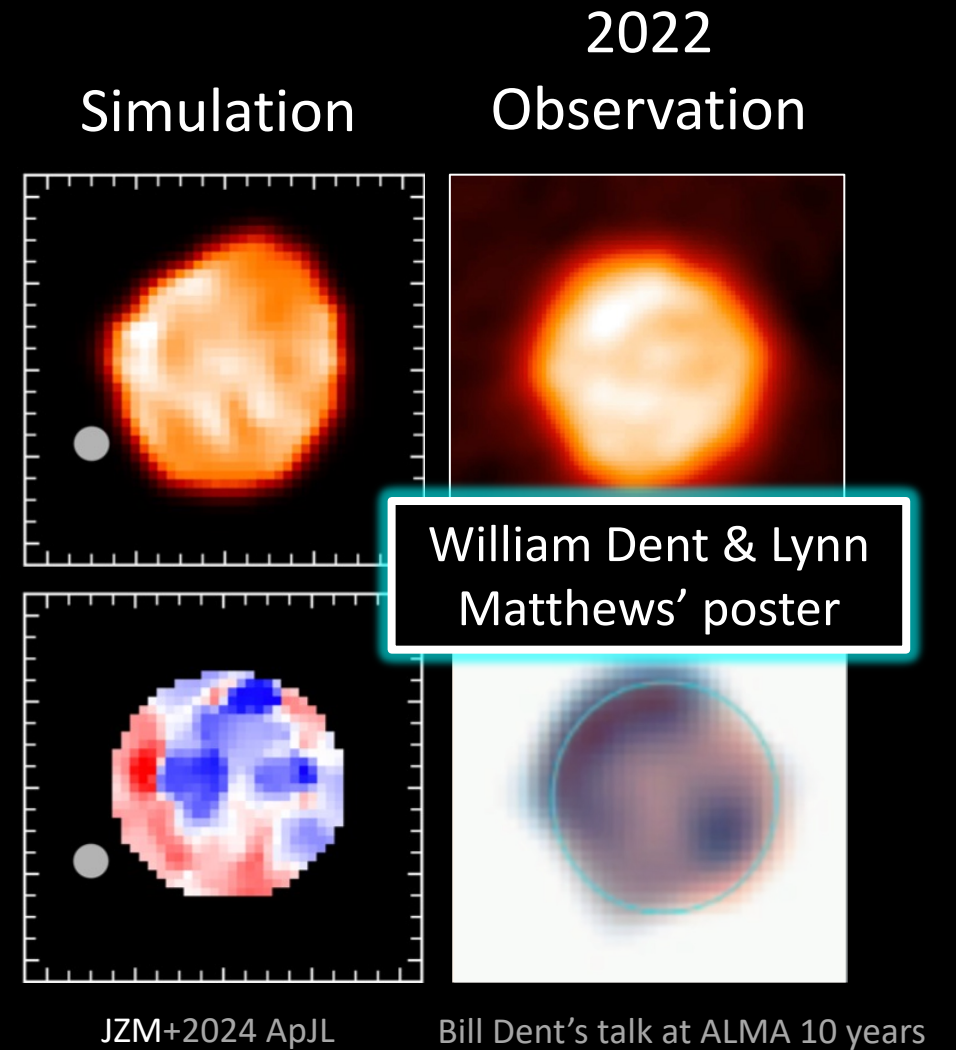 Simulation
2022
Observation
William Dent & Lynn
Matthews’ poster
JZM+2024 ApJL
Bill Dent’s talk at ALMA 10 years